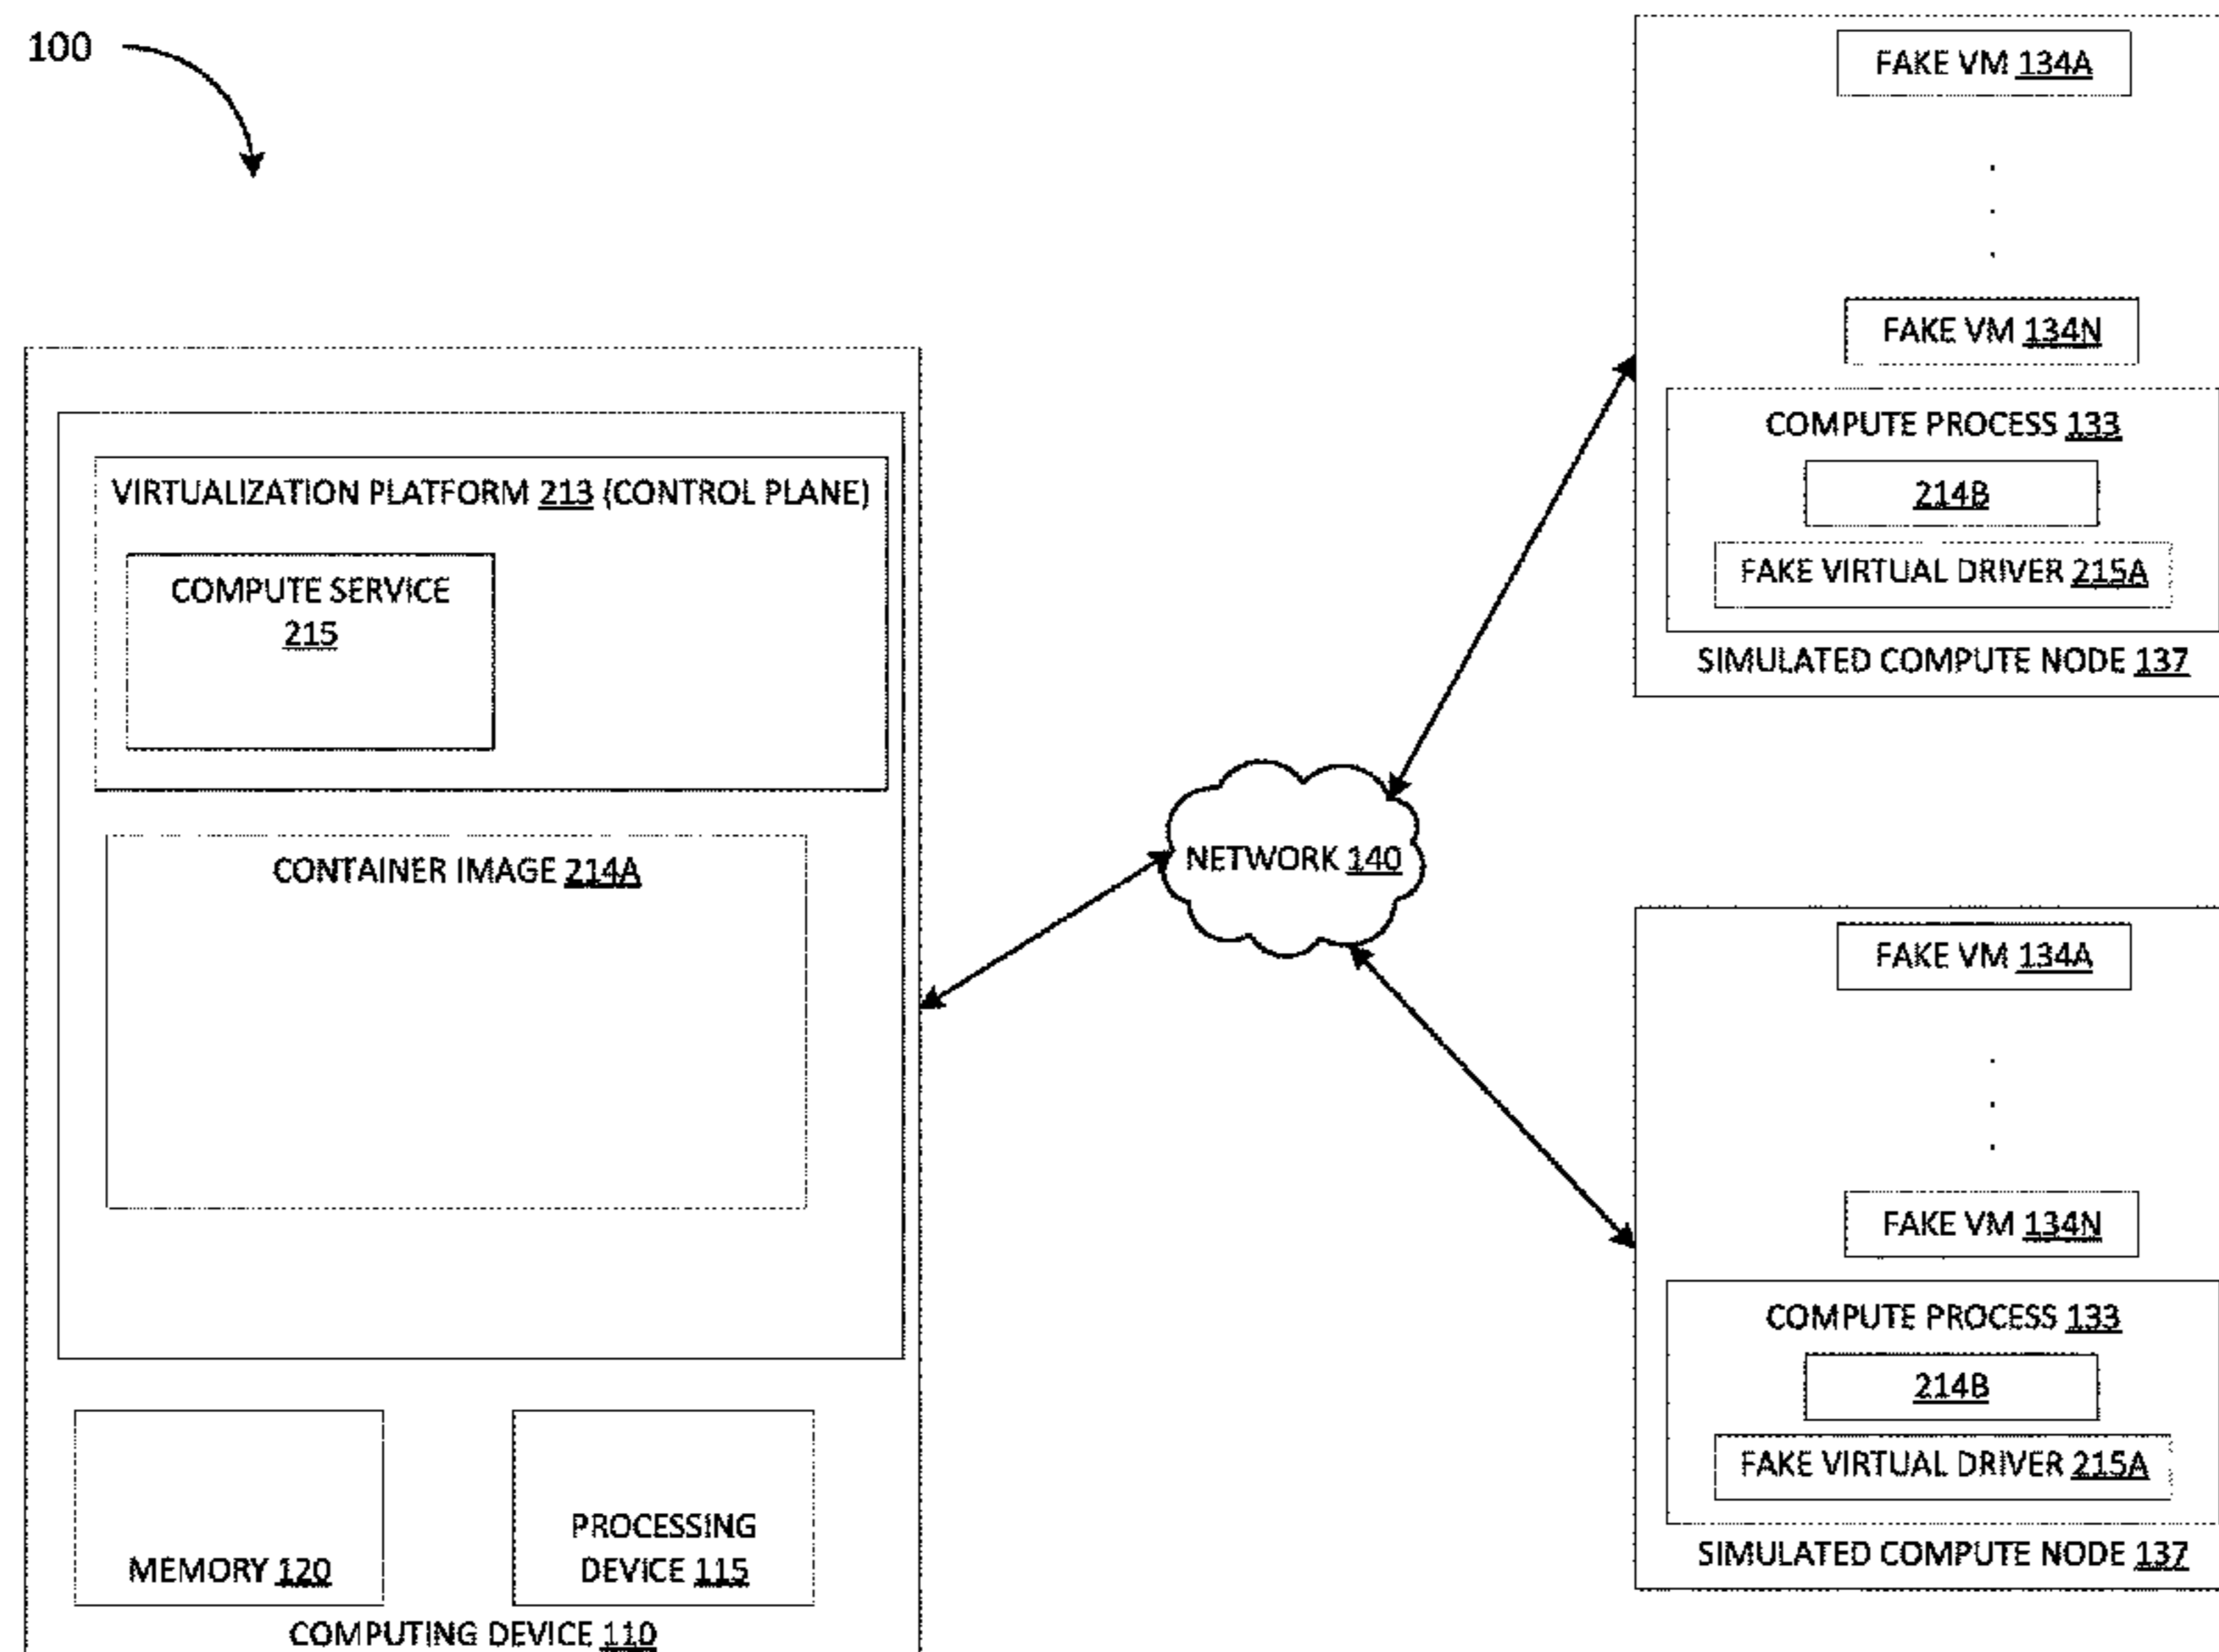 100
VIRTUALIZATION PLATFORM 213 (CONTROL PLANE)
COMPUTE SERVICE
215
CONTAINER IMAGE 214A
MEMORY 120
PROCESSING
DEVICE 115
COMPUTING DEVICE 110
NETWORK 140
FAKE VM 134A
FAKE VM 134N
COMPUTE PROCESS 133
214B
FAKE VIRTUAL DRIVER 215A
SIMULATED COMPUTE NODE 137
FAKE VM 134A
FAKE VM 134N
COMPUTE PROCESS 133
214B
FAKE VIRTUAL DRIVER 215A
SIMULATED COMPUTE NODE 137